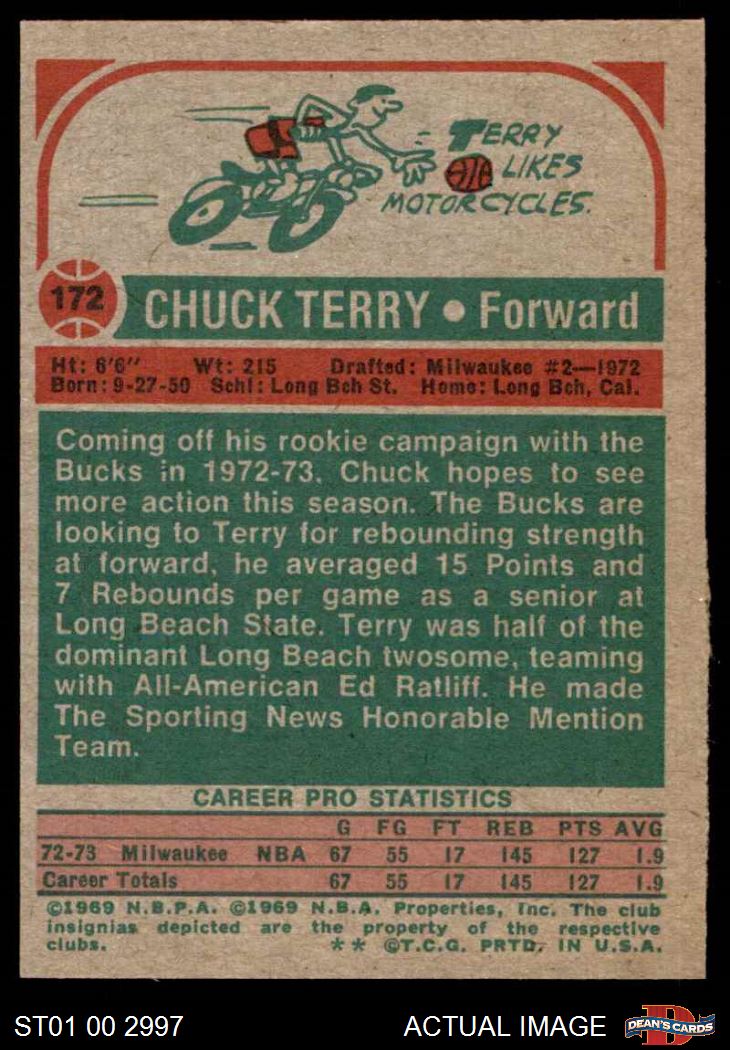 TERRY
LIKES
MOTORCYCLES.
172
CHUCK TERRY • Forward
Ht: 6'6" Wt: 215 Drafted: Milwaukee #2—1972
Born: 9-27-50 Schl: Long Bch St. Home: Long Bch, Cal.
Coming off his rookie campaign with the
Bucks in 1972-73, Chuck hopes to see
more action this season. The Bucks are
looking to Terry for rebounding strength
at forward, he averaged 15 Points and
7 Rebounds per game as a senior at
Long Beach State. Terry was half of the
dominant Long Beach twosome, teaming
with All-American Ed Ratliff. He made
The Sporting News Honorable Mention
Team.
CAREER PRO STATISTICS
G FG FT REB PTS AVG
72-73 Milwaukee NBA 67 55 17 145 127 1.9
Career Totals 67 55 17 145 127 1.9
©1969 N.B.P.A. ©1969 N.B.A. Properties, Inc. The club
insignias depicted are the property of the respective
clubs. ** ©T.C.G. PRTD. IN U.S.A.
ST01 00 2997 ACTUAL IMAGE
D
DEAN'S CARDS